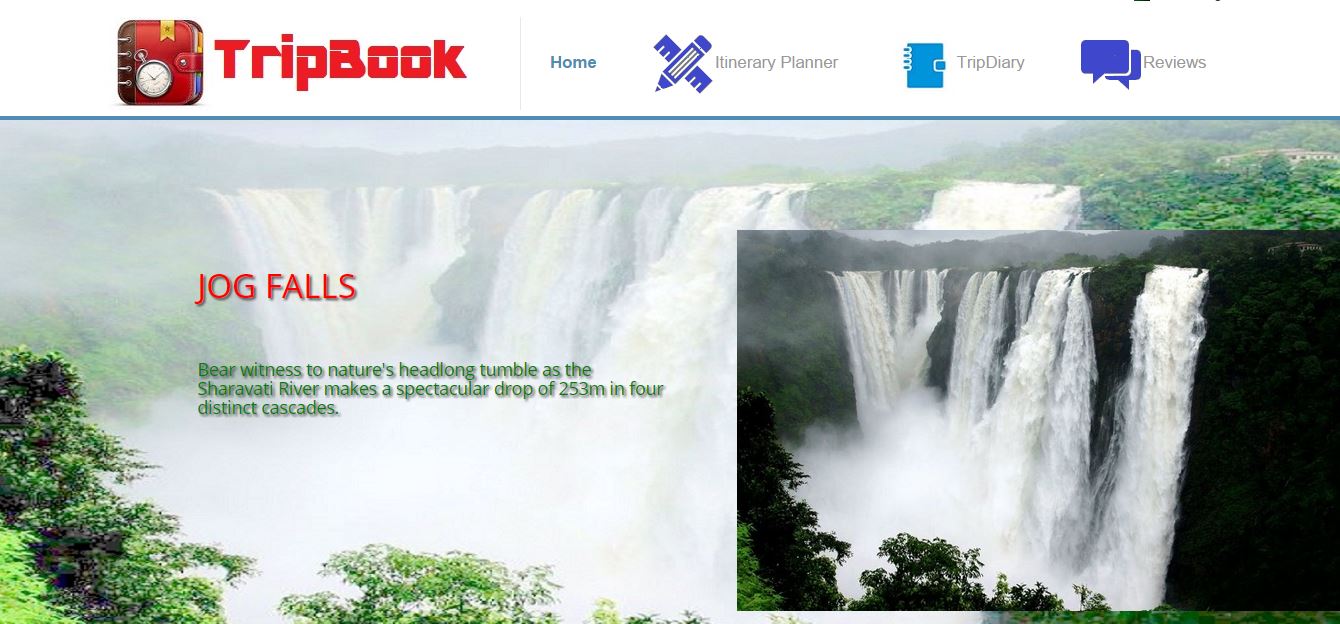 TripBook
Home
Itinerary Planner
TripDiary
Reviews
JOG FALLS
Bear witness to nature's headlong tumble as the
Sharavati River makes a spectacular drop of 253m in four
distinct cascades.